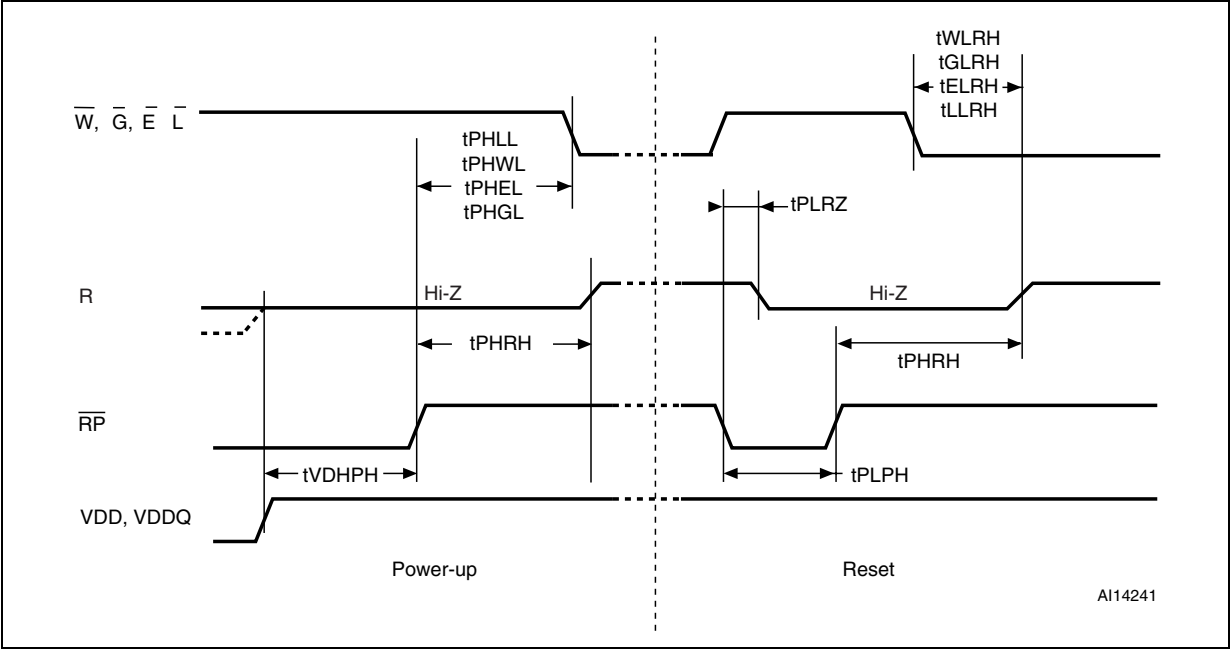 tWLRH
tGLRH
tELRH
tLLRH
W̅, G̅, E̅ L̅
tPHLL
tPHWL
tPHEL
tPHGL
tPLRZ
R
Hi-Z
Hi-Z
tPHRH
tPHRH
R̅P̅
tVDHPH
tPLPH
VDD, VDDQ
Power-up
Reset
AI14241